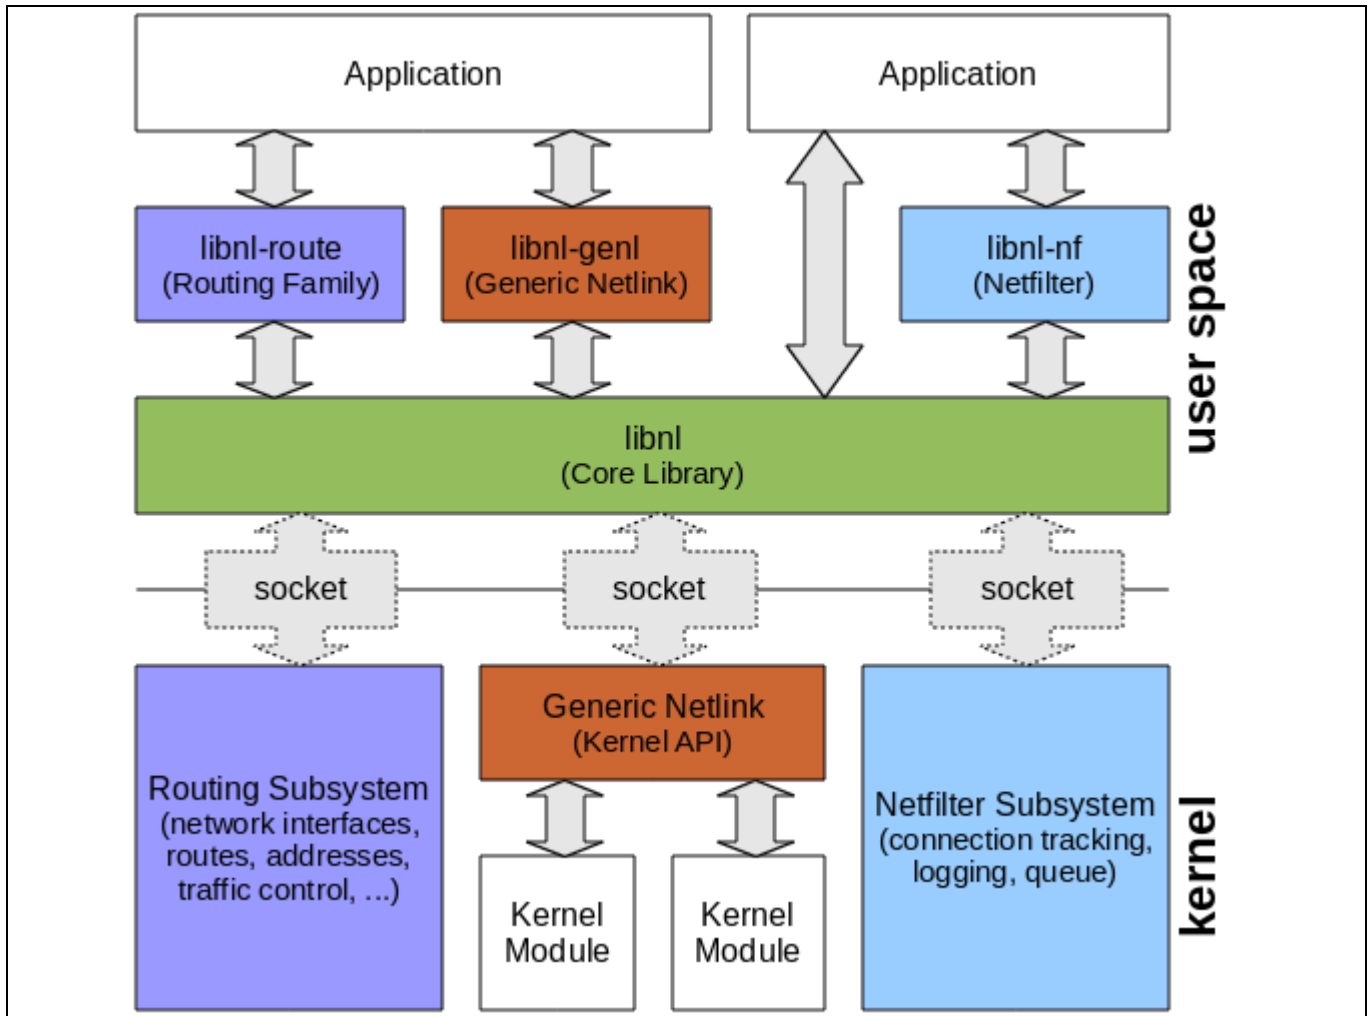 Application
Application
libnl-route
(Routing Family)
libnl-genl
(Generic Netlink)
libnl-nf
(Netfilter)
user space
libnl
(Core Library)
socket
socket
socket
Generic Netlink
(Kernel API)
Routing Subsystem
(network interfaces,
routes, addresses,
traffic control, ...)
Kernel
Module
Kernel
Module
Netfilter Subsystem
(connection tracking,
logging, queue)
kernel